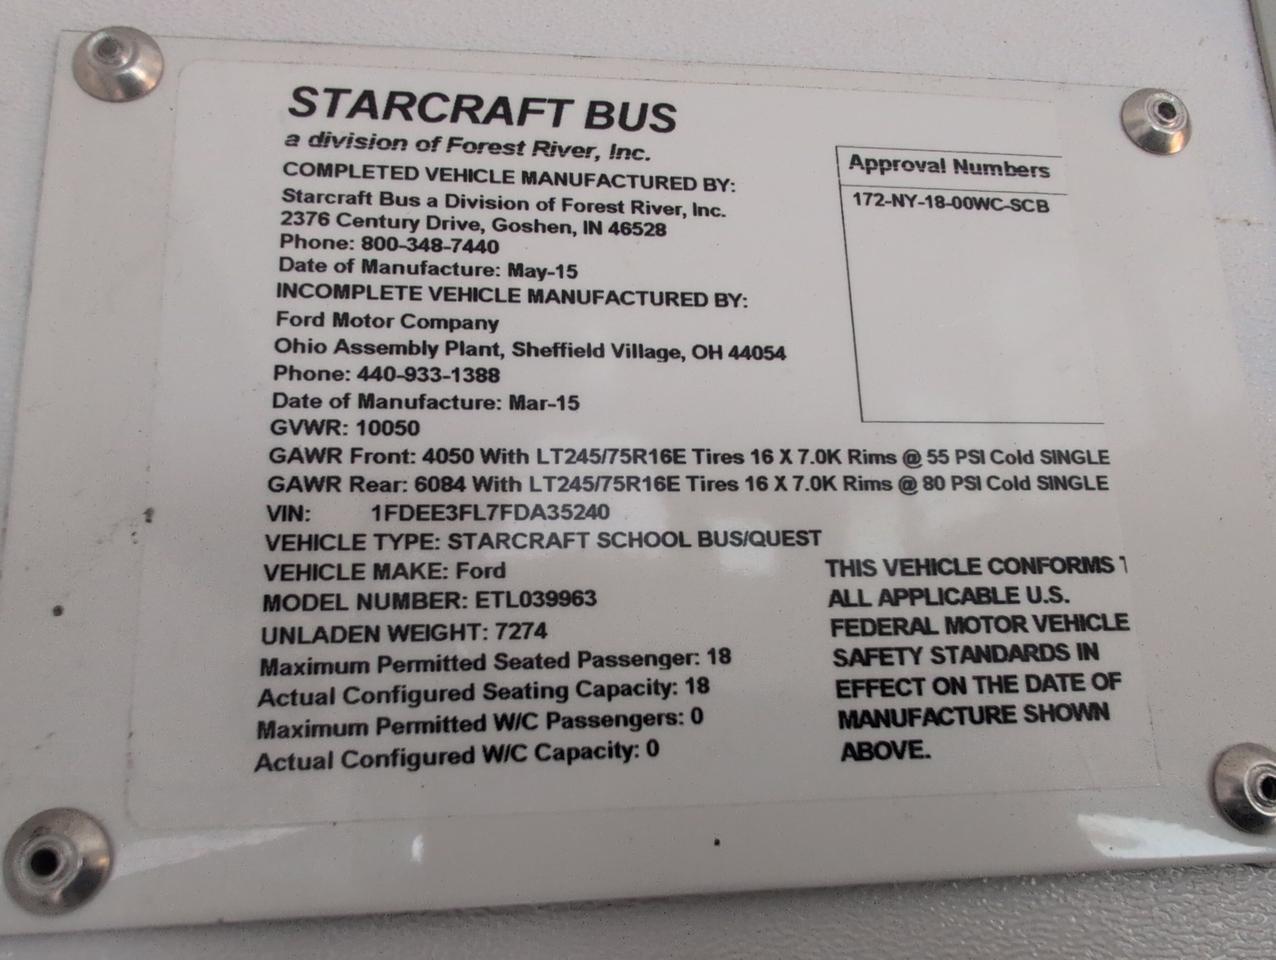 STARCRAFT BUS
a division of Forest River, Inc.
COMPLETED VEHICLE MANUFACTURED BY:
Starcraft Bus a Division of Forest River, Inc.
2376 Century Drive, Goshen, IN 46528
Phone: 800-348-7440
Date of Manufacture: May-15
INCOMPLETE VEHICLE MANUFACTURED BY:
Ford Motor Company
Ohio Assembly Plant, Sheffield Village, OH 44054
Phone: 440-933-1388
Date of Manufacture: Mar-15
GVWR: 10050
Approval Numbers
172-NY-18-00WC-SCB
GAWR Front: 4050 With LT245/75R16E Tires 16 X 7.0K Rims @ 55 PSI Cold SINGLE
GAWR Rear: 6084 With LT245/75R16E Tires 16 X 7.0K Rims @ 80 PSI Cold SINGLE
VIN: 1FDEE3FL7FDA35240
VEHICLE TYPE: STARCRAFT SCHOOL BUS/QUEST
VEHICLE MAKE: Ford
MODEL NUMBER: ETL039963
UNLADEN WEIGHT: 7274
Maximum Permitted Seated Passenger: 18
Actual Configured Seating Capacity: 18
Maximum Permitted W/C Passengers: 0
Actual Configured W/C Capacity: 0
THIS VEHICLE CONFORMS
ALL APPLICABLE U.S.
FEDERAL MOTOR VEHICLE
SAFETY STANDARDS IN
EFFECT ON THE DATE OF
MANUFACTURE SHOWN
ABOVE.